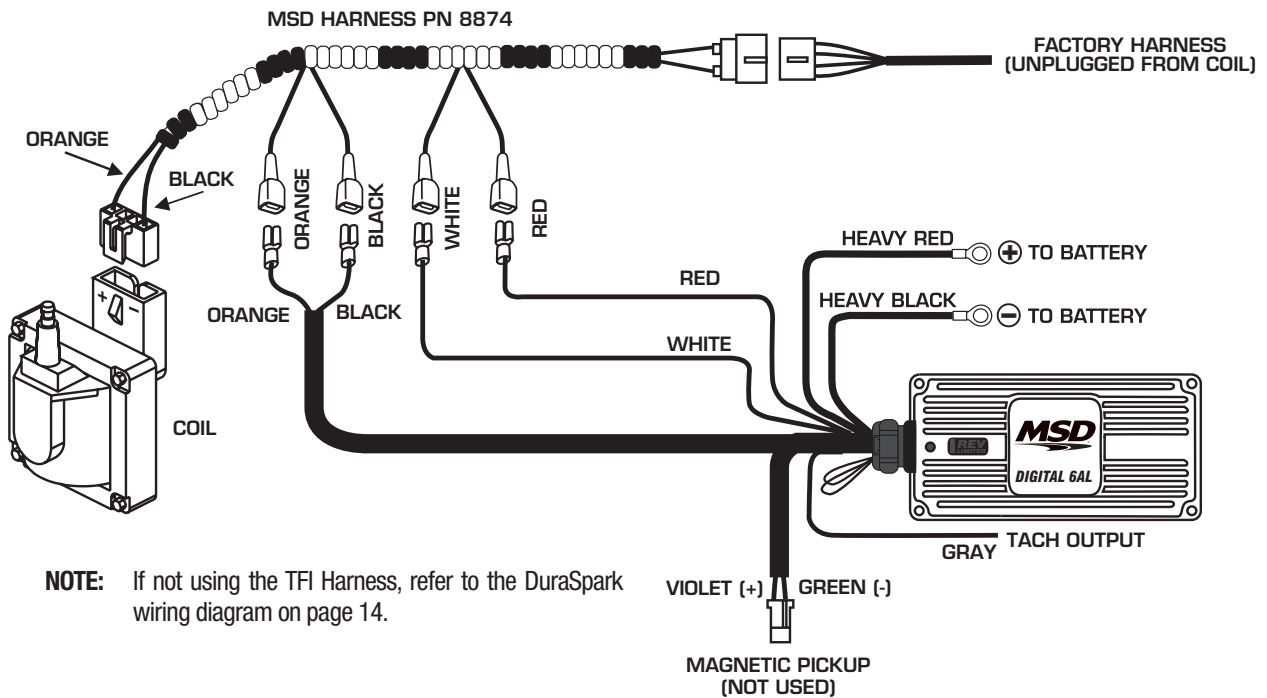 MSD HARNESS PN 8874
FACTORY HARNESS
(UNPLUGGED FROM COIL)
ORANGE
BLACK
ORANGE
BLACK
WHITE
RED
HEAVY RED
+ TO BATTERY
HEAVY BLACK
- TO BATTERY
RED
WHITE
ORANGE
BLACK
+ -
COIL
REV
LIMITER
MSD
DIGITAL 6AL
GRAY
TACH OUTPUT
VIOLET (+)
GREEN (-)
MAGNETIC PICKUP
(NOT USED)
NOTE: If not using the TFI Harness, refer to the DuraSpark
wiring diagram on page 14.